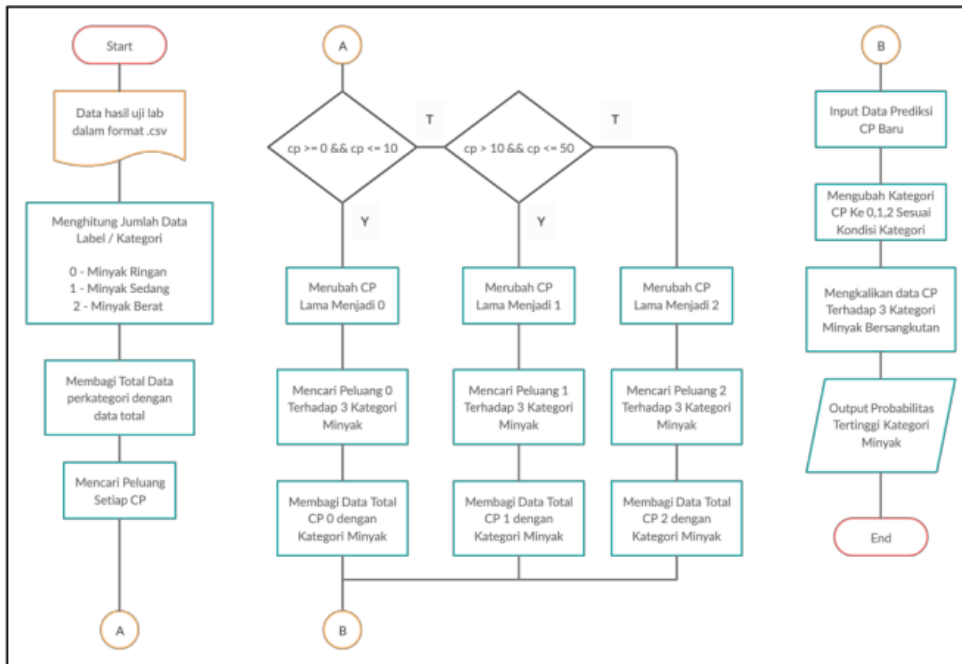 Start
Data hasil uji lab
dalam format .csv
Menghitung Jumlah Data
Label / Kategori
0 - Minyak Ringan
1 - Minyak Sedang
2 - Minyak Berat
Membagi Total Data
perkategori dengan
data total
Mencari Peluang
Setiap CP
A
A
cp >= 0 && cp <= 10
T
cp > 10 && cp <= 50
T
Y
Y
Merubah CP
Lama Menjadi 0
Merubah CP
Lama Menjadi 1
Merubah CP
Lama Menjadi 2
Mencari Peluang 0
Terhadap 3 Kategori
Minyak
Mencari Peluang 1
Terhadap 3 Kategori
Minyak
Mencari Peluang 2
Terhadap 3 Kategori
Minyak
Membagi Data Total
CP 0 dengan
Kategori Minyak
Membagi Data Total
CP 1 dengan
Kategori Minyak
Membagi Data Total
CP 2 dengan
Kategori Minyak
B
B
Input Data Prediksi
CP Baru
Mengubah Kategori
CP Ke 0,1,2 Sesuai
Kondisi Kategori
Mengkalikan data CP
Terhadap 3 Kategori
Minyak Bersangkutan
Output Probabilitas
Tertinggi Kategori
Minyak
End